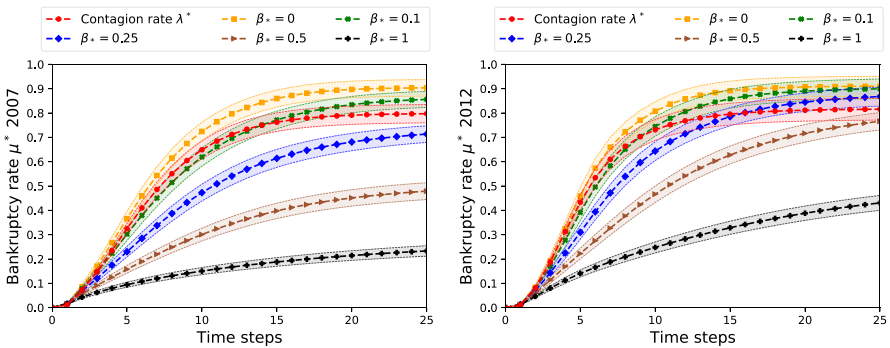 Contagion rate λ* β* = 0 β* = 0.1
β* = 0.25 β* = 0.5 β* = 1
Bankruptcy rate μ* 2007
1.0
0.9
0.8
0.7
0.6
0.5
0.4
0.3
0.2
0.1
0.0
0 5 10 15 20 25
Time steps
Contagion rate λ* β* = 0 β* = 0.1
β* = 0.25 β* = 0.5 β* = 1
Bankruptcy rate μ* 2012
1.0
0.9
0.8
0.7
0.6
0.5
0.4
0.3
0.2
0.1
0.0
0 5 10 15 20 25
Time steps